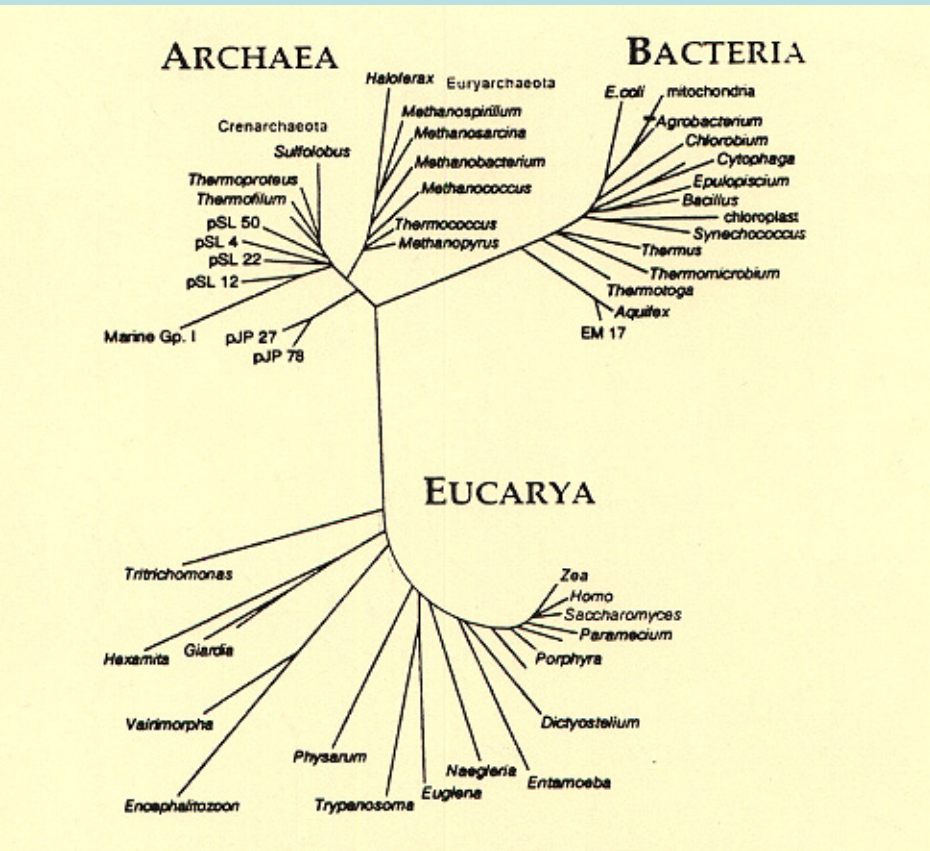 ARCHAEA
BACTERIA
Haloferax
Euryarchaeota
E.coli
mitochondria
Methanospirillum
Agrobacterium
Crenarchaeota
Methanosarcina
Chlorobium
Sulfolobus
Methanobacterium
Cytophaga
Thermoproteus
Methanococcus
Epulopiscium
Thermofilum
Bacillus
pSL 50
Thermococcus
chloroplast
pSL 4
Methanopyrus
Synechococcus
pSL 22
Thermus
pSL 12
Thermomicrobium
Thermotoga
Marine Gp. I
pJP 27
Aquifex
pJP 78
EM 17
EUCARYA
Tritrichomonas
Zea
Homo
Saccharomyces
Paramecium
Hexamita
Giardia
Porphyra
Vairimorpha
Dictyostelium
Physarum
Naegleria
Entamoeba
Encephalitozoon
Trypanosoma
Euglena